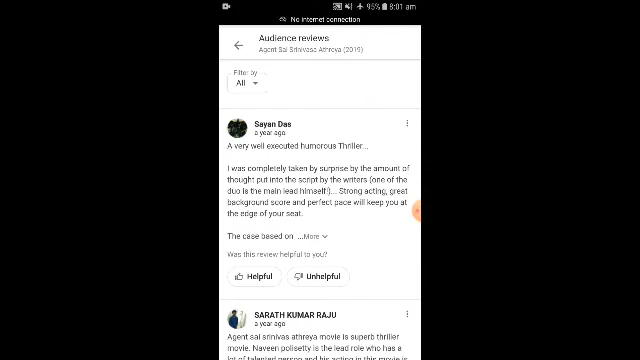 95% 8:01 am
No internet connection
Audience reviews
Agent Sai Srinivasa Athreya (2019)
Filter by
All
Sayan Das
a year ago
A very well executed humorous Thriller...
I was completely taken by surprise by the amount of
thought put into the script by the writers (one of the
duo is the main lead himself!)... Strong acting, great
background score and perfect pace will keep you at
the edge of your seat.
The case based on ...More
Was this review helpful to you?
Helpful
Unhelpful
SARATH KUMAR RAJU
a year ago
Agent sai srinivas athreya movie is superb thriller
movie. Naveen polisetty is the lead role who has a
lot of talented person and his acting in this movie is